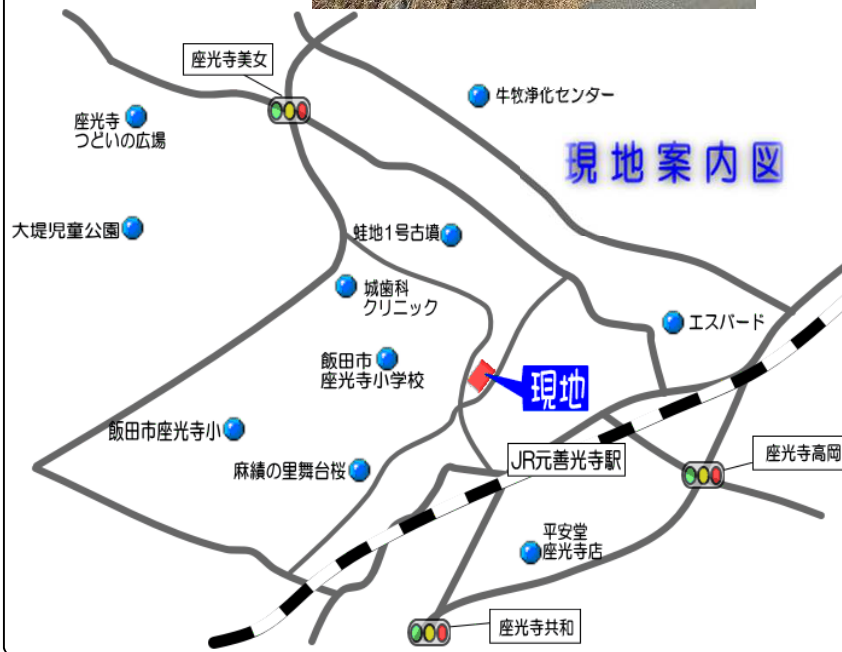 座光寺美女
牛牧浄化センター
座光寺
つどいの広場
現地案内図
大堤児童公園
蛙地1号古墳
城歯科
クリニック
エスバード
飯田市
座光寺小学校
現地
飯田市座光寺小
JR元善光寺駅
座光寺高岡
麻績の里舞台桜
平安堂
座光寺店
座光寺共和